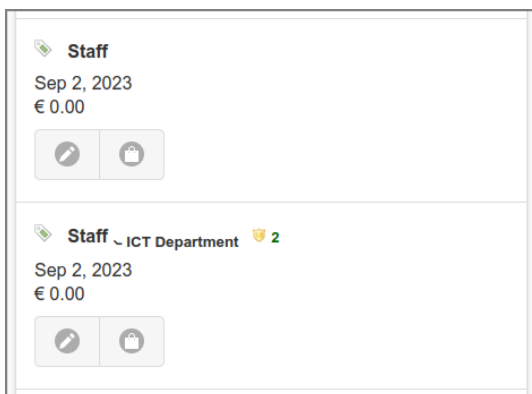 Staff
Sep 2, 2023
€ 0.00
Staff ICT Department 2
Sep 2, 2023
€ 0.00